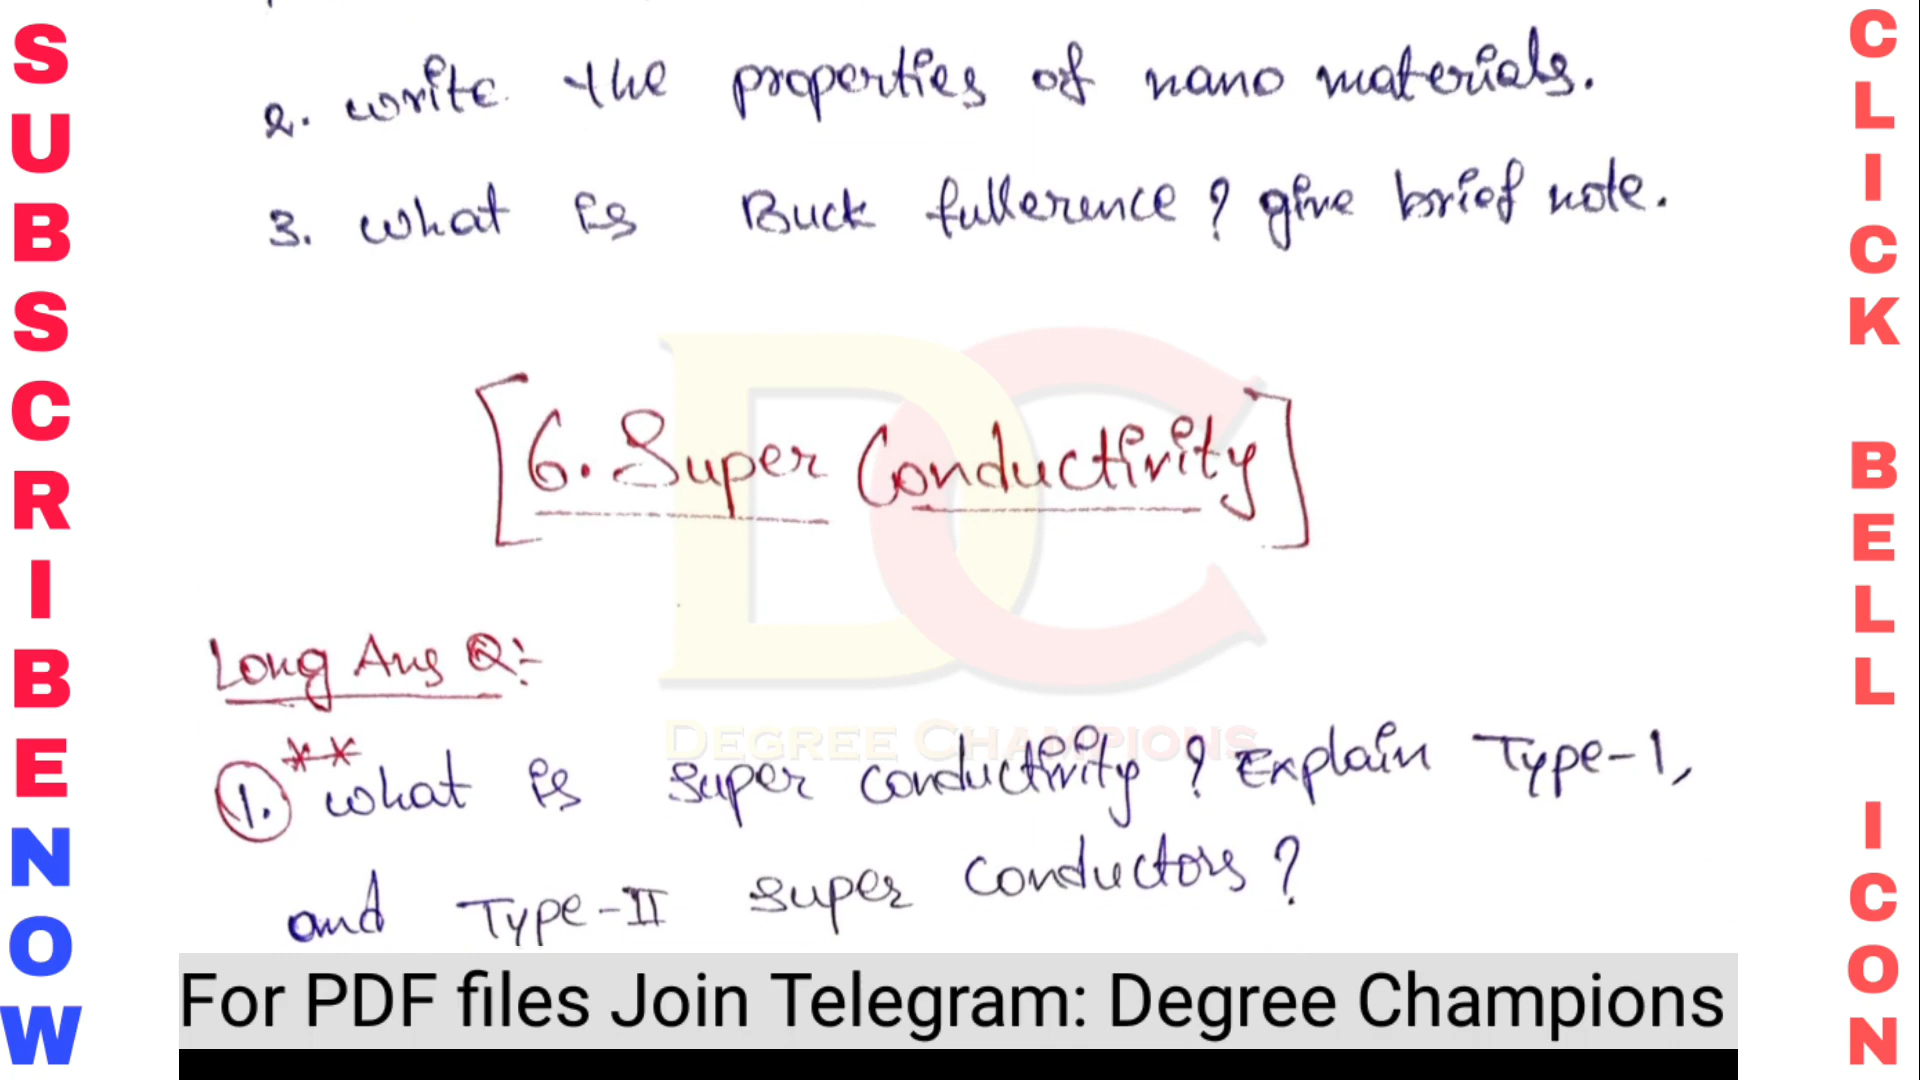 SUBSCRIBE NOW
2. write the properties of nano materials.
3. what is Buck fullerence? give brief note.
[6. Super Conductivity]
Long Ans Q:-
DEGREE CHAMPIONS
1. ** what is super conductivity? Explain Type-1,
and Type-II super conductors?
For PDF files Join Telegram: Degree Champions
CLICK BELL ICON